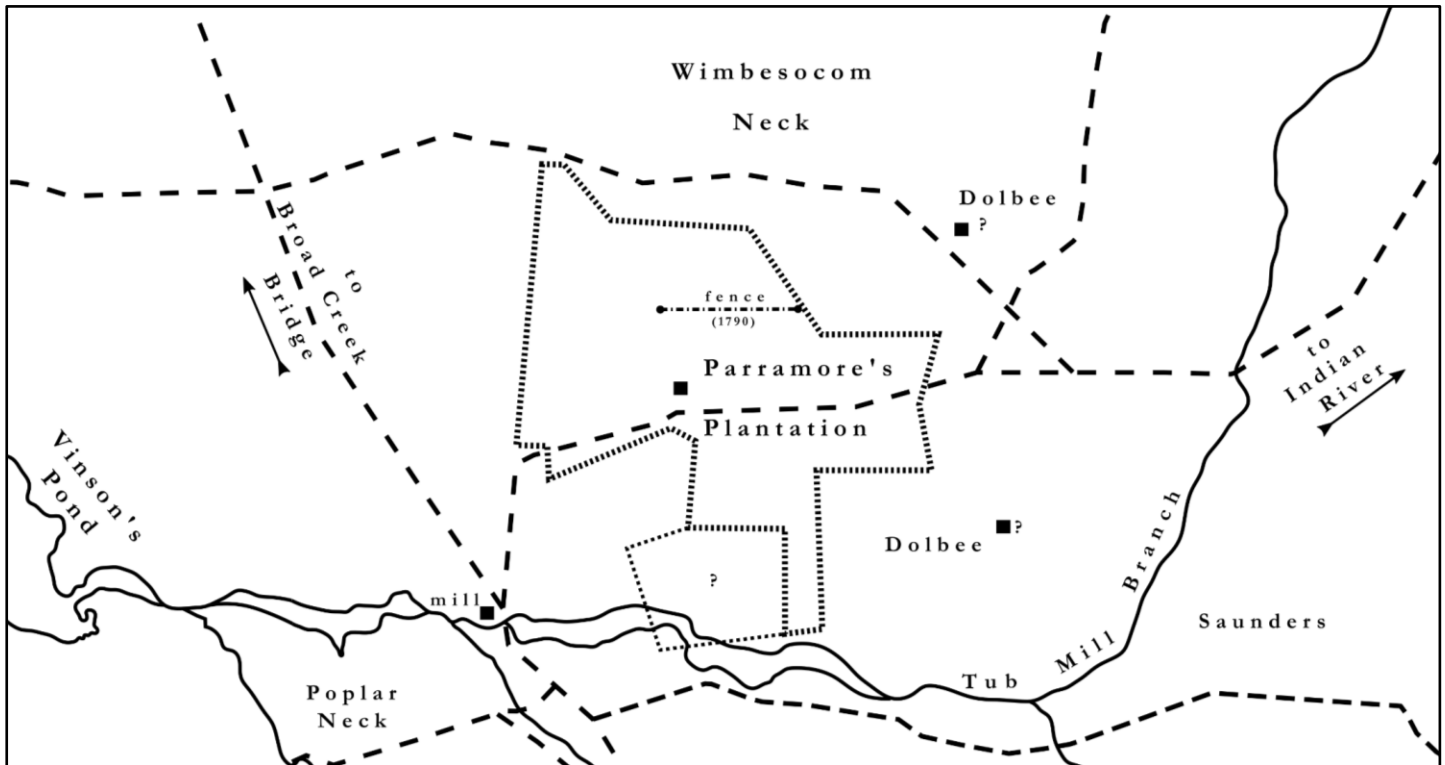 Wimbesocom
Neck
Dolbee
?
to
Broad Creek
Bridge
fence
(1790)
Parramore's
Plantation
to
Indian
River
Vinson's
Pond
Dolbee
?
?
mill
Poplar
Neck
Tub Mill Branch
Saunders